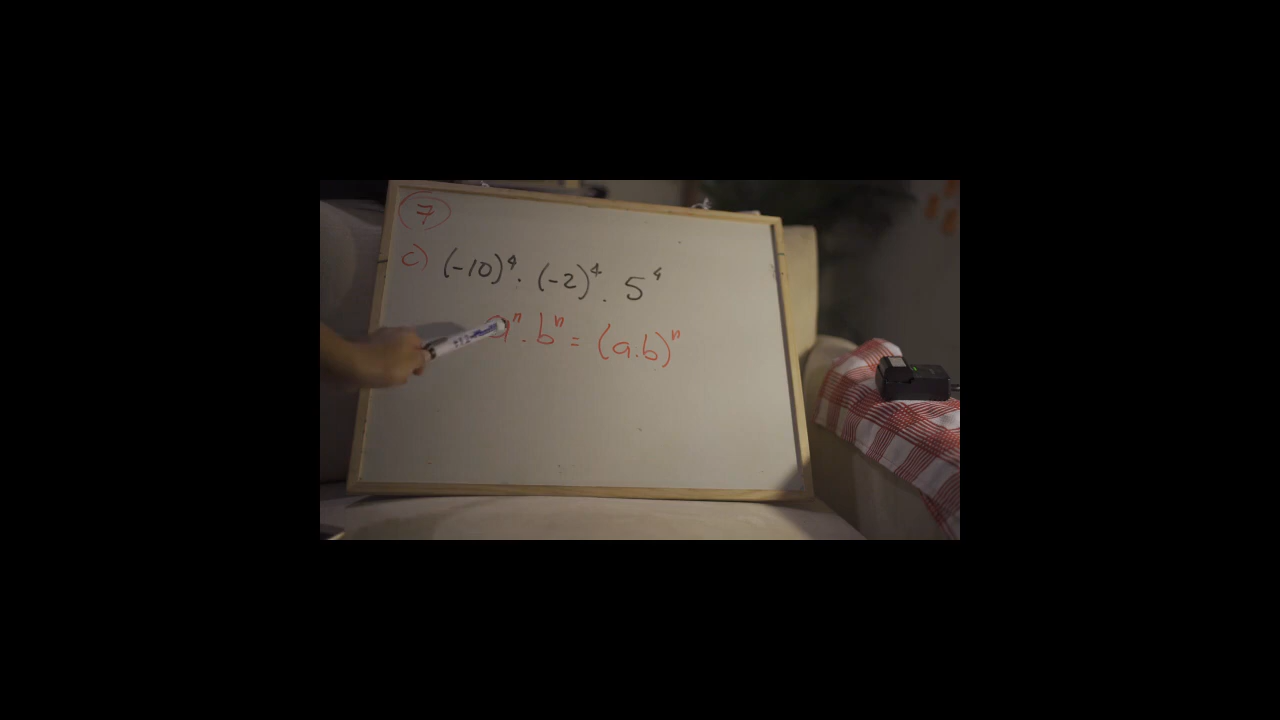 7
c) (-10)⁴ . (-2)⁴ . 5⁴
aⁿ . bⁿ = (a.b)ⁿ